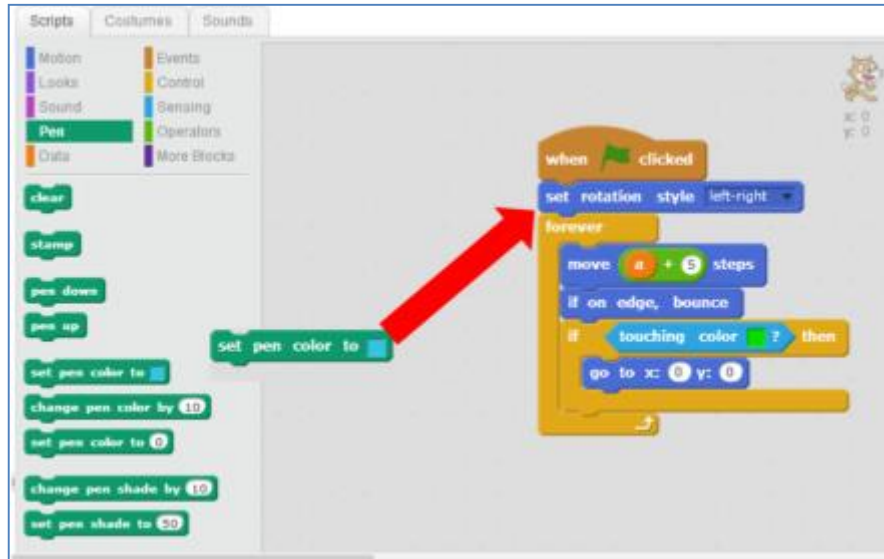 Scripts Costumes Sounds
Motion Events
Looks Control
Sound Sensing
Pen Operators
Data More Blocks
clear
stamp
pen down
pen up
set pen color to
change pen color by 10
set pen color to 0
change pen shade by 10
set pen shade to 50
set pen color to
x: 0
y: 0
when clicked
set rotation style left-right
forever
move a + 5 steps
if on edge, bounce
if touching color ? then
go to x: 0 y: 0